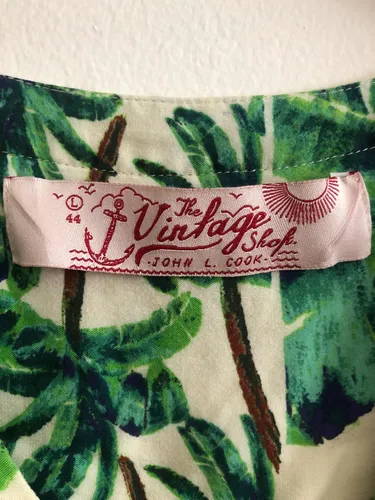 L
44
The
Vintage
Shop.
-JOHN L. COOK-